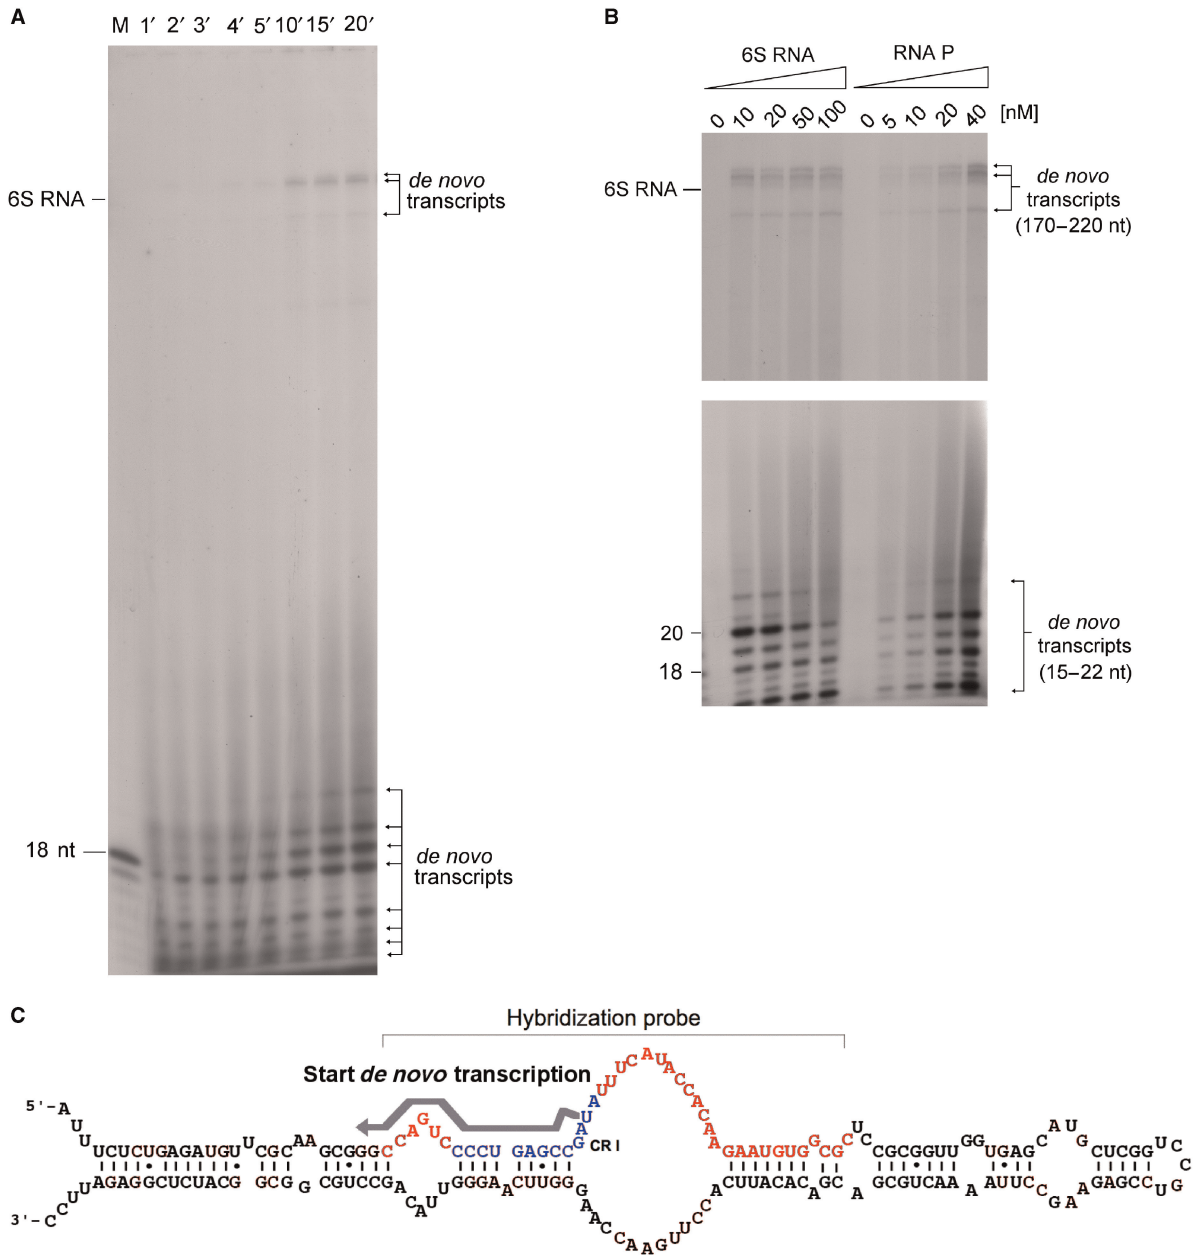 A
M 1′ 2′ 3′ 4′ 5′ 10′ 15′ 20′
6S RNA
de novo
transcripts
18 nt
de novo
transcripts
B
6S RNA RNA P
0 10 20 50 100 0 5 10 20 40 [nM]
6S RNA
de novo
transcripts
(170–220 nt)
20
18
de novo
transcripts
(15–22 nt)
C
Hybridization probe
Start de novo transcription
CR I
5'-AUUUCUCUGAGAUGUUCGCAAGCGGGCCAGUCCCCUGAGCCGAUAUUUCAUACCACAAGAAUGUGGCGCUCCGCGGUUGGUGAGCAUGCUCGGUCC
3'-CC